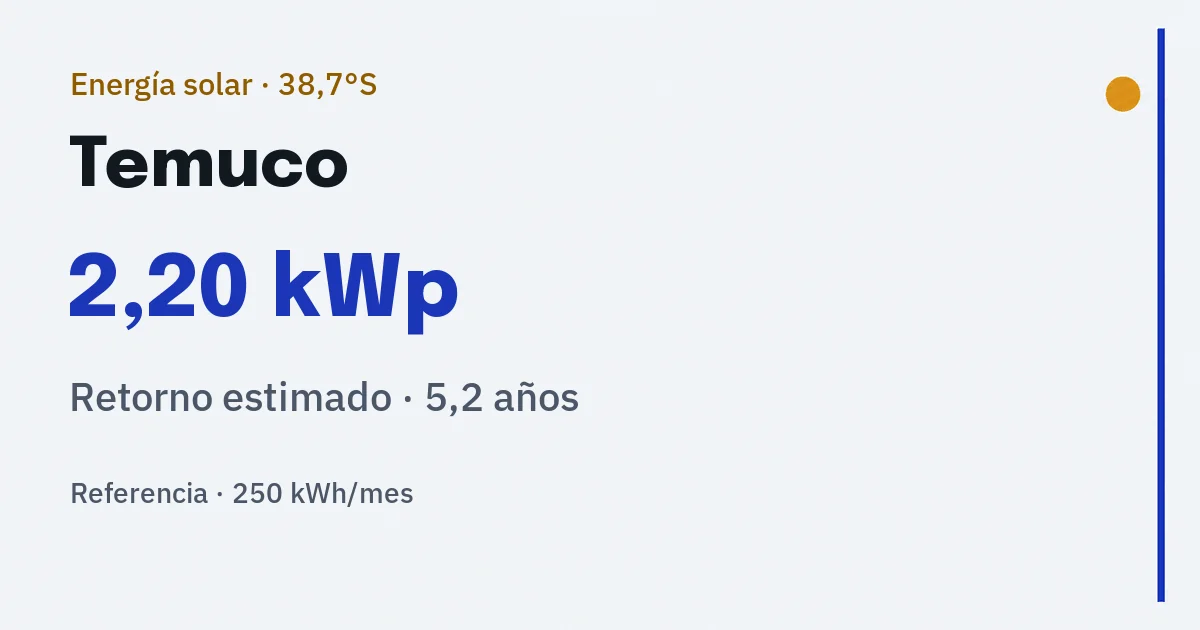 Energía solar · 38,7°S
Temuco
2,20 kWp
Retorno estimado · 5,2 años
Referencia · 250 kWh/mes